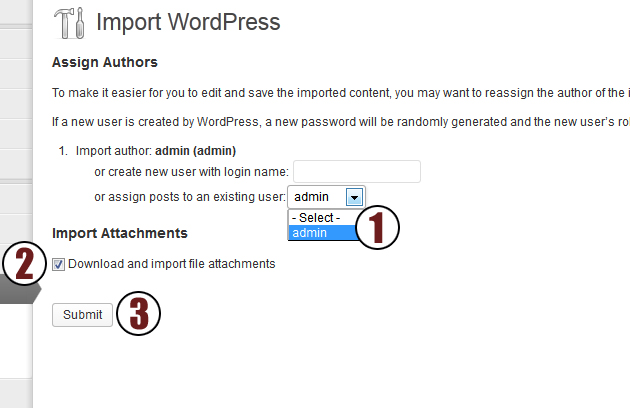 Import WordPress
Assign Authors
To make it easier for you to edit and save the imported content, you may want to reassign the author of the i
If a new user is created by WordPress, a new password will be randomly generated and the new user's ro
1. Import author: admin (admin)
or create new user with login name:
or assign posts to an existing user: admin
- Select -
admin
1
Import Attachments
2
Download and import file attachments
Submit
3